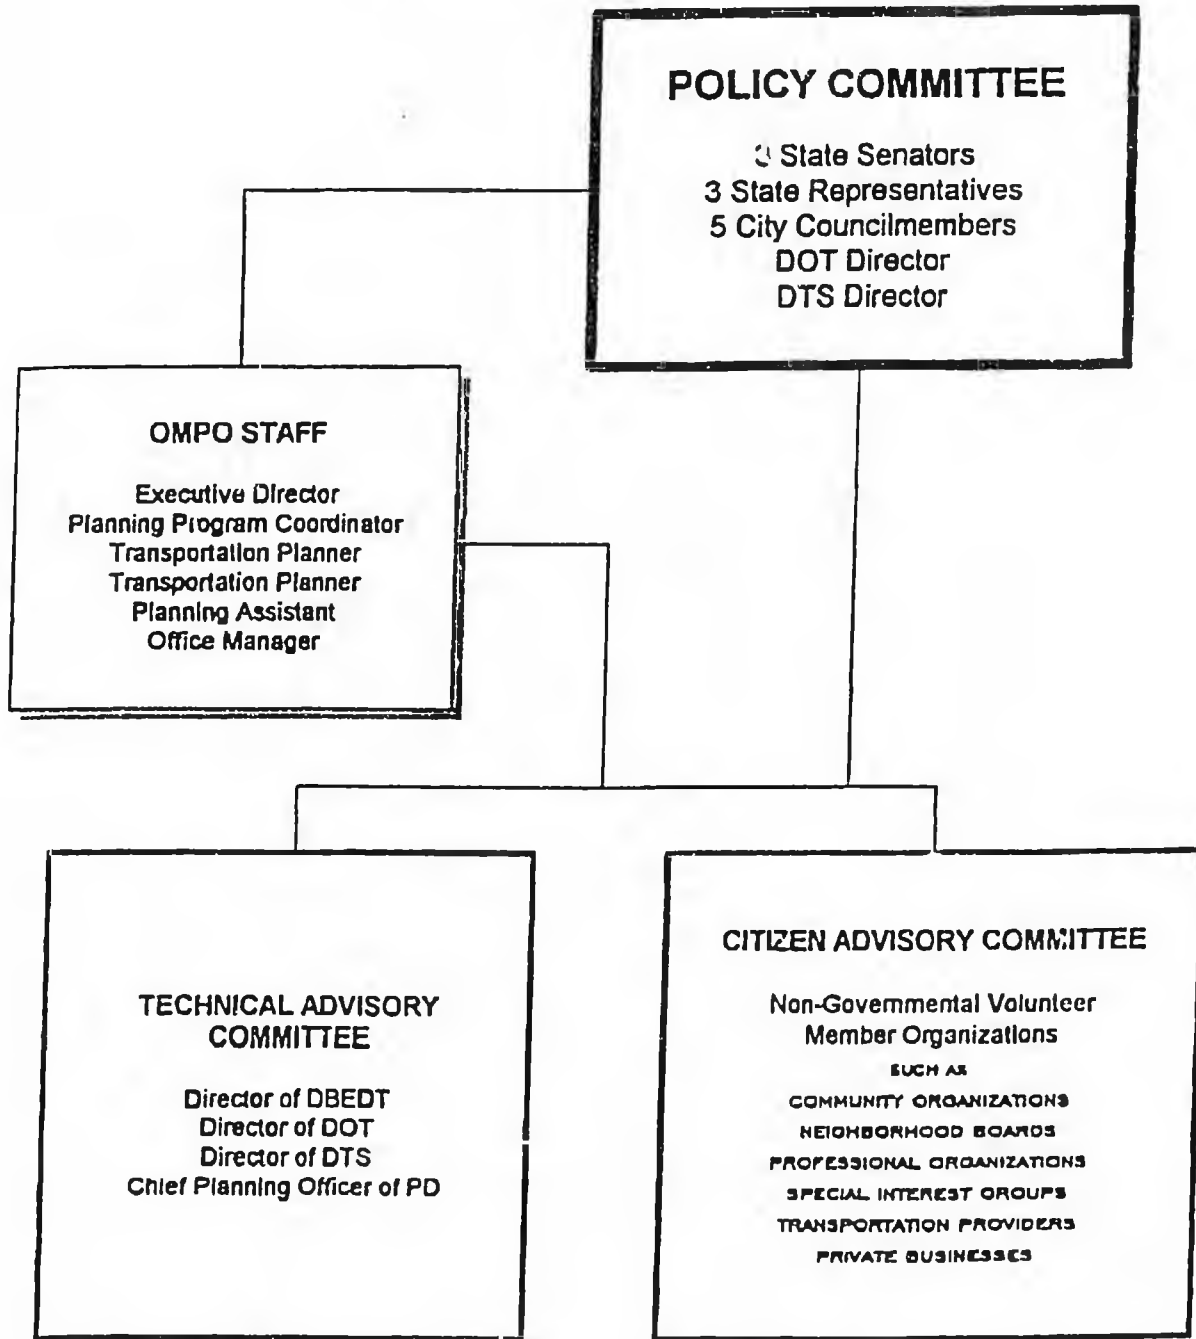 POLICY COMMITTEE
State Senators
3 State Representatives
5 City Councilmembers
DOT Director
DTS Director
OMPO STAFF
Executive Director
Planning Program Coordinator
Transportation Planner
Transportation Planner
Planning Assistant
Office Manager
TECHNICAL ADVISORY
COMMITTEE
Director of DBEDT
Director of DOT
Director of DTS
Chief Planning Officer of PD
CITIZEN ADVISORY COMMITTEE
Non-Governmental Volunteer
Member Organizations
SUCH AS
COMMUNITY ORGANIZATIONS
NEIGHBORHOOD BOARDS
PROFESSIONAL ORGANIZATIONS
SPECIAL INTEREST GROUPS
TRANSPORTATION PROVIDERS
PRIVATE BUSINESSES